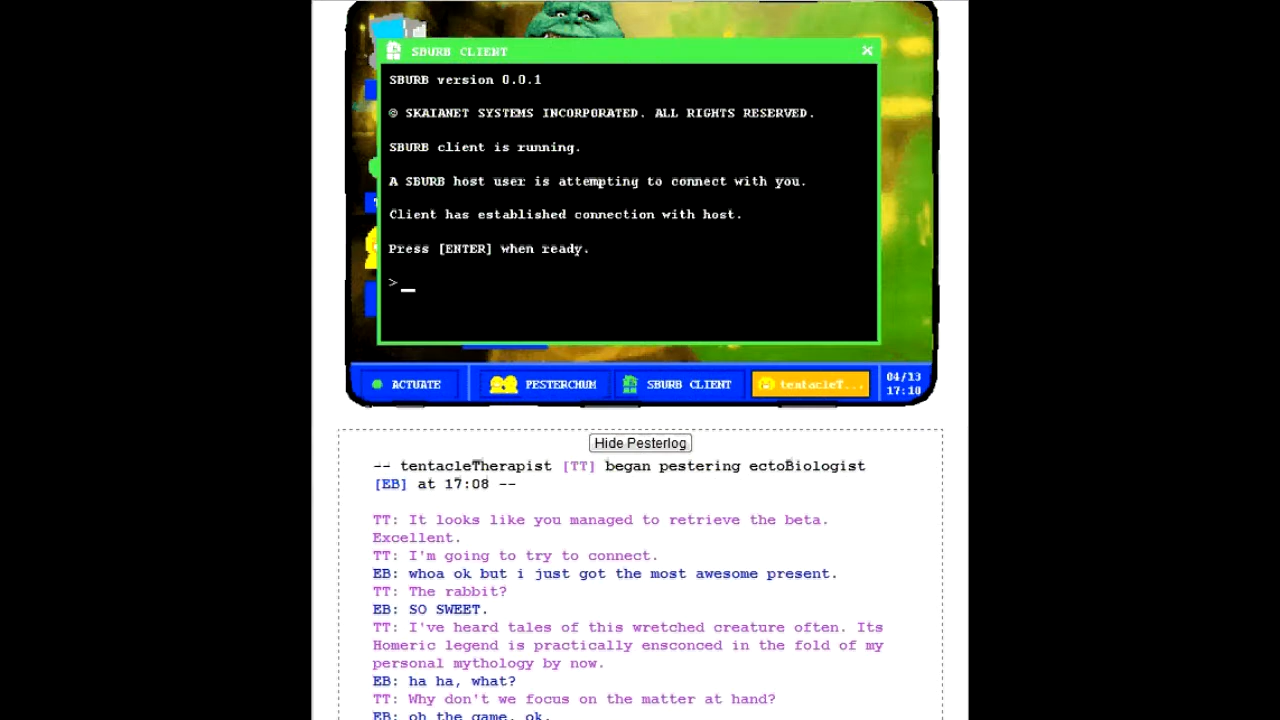 SBURB CLIENT
SBURB version 0.0.1
© SKAIANET SYSTEMS INCORPORATED. ALL RIGHTS RESERVED.
SBURB client is running.
A SBURB host user is attempting to connect with you.
Client has established connection with host.
Press [ENTER] when ready.
>_
ACTUATE
PESTERCHUM
SBURB CLIENT
tentacleT...
04/13
17:10
Hide Pesterlog
-- tentacleTherapist [TT] began pestering ectoBiologist
[EB] at 17:08 --
TT: It looks like you managed to retrieve the beta.
Excellent.
TT: I'm going to try to connect.
EB: whoa ok but i just got the most awesome present.
TT: The rabbit?
EB: SO SWEET.
TT: I've heard tales of this wretched creature often. Its
Homeric legend is practically ensconced in the fold of my
personal mythology by now.
EB: ha ha, what?
TT: Why don't we focus on the matter at hand?
EB: oh the game, ok.